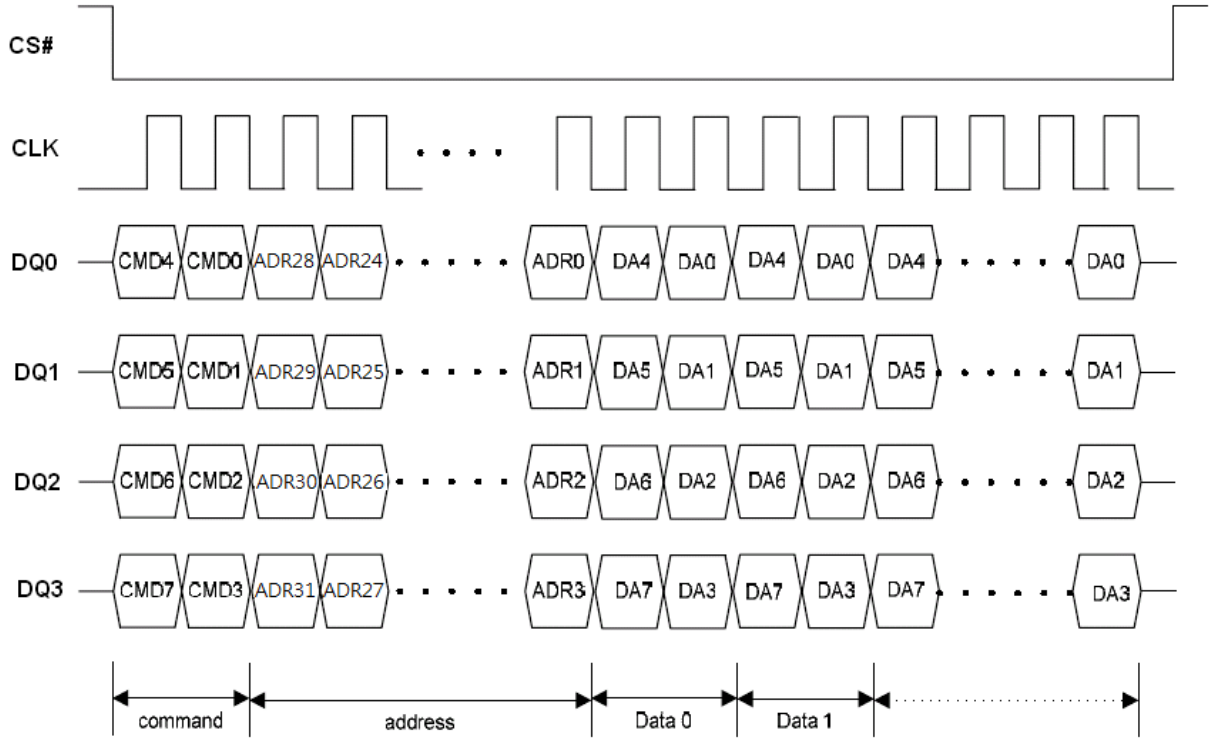 CS#
CLK
DQ0 CMD4 CMD0 ADR28 ADR24 ADR0 DA4 DA0 DA4 DA0 DA4 DA0
DQ1 CMD5 CMD1 ADR29 ADR25 ADR1 DA5 DA1 DA5 DA1 DA5 DA1
DQ2 CMD6 CMD2 ADR30 ADR26 ADR2 DA6 DA2 DA6 DA2 DA6 DA2
DQ3 CMD7 CMD3 ADR31 ADR27 ADR3 DA7 DA3 DA7 DA3 DA7 DA3
command address Data 0 Data 1